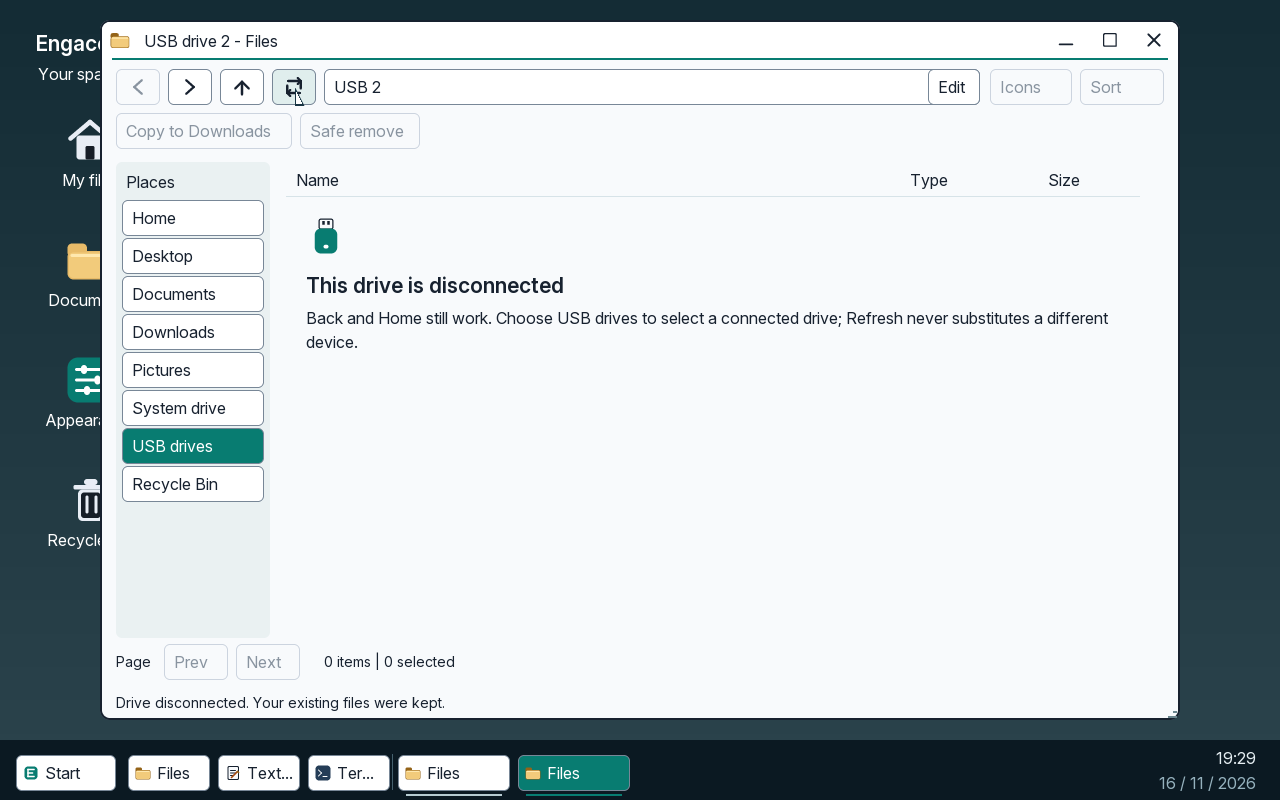 Engac
Your spa
My fil
Docum
Appear
Recycle
USB drive 2 - Files
USB 2
Edit
Icons
Sort
Copy to Downloads
Safe remove
Places
Home
Desktop
Documents
Downloads
Pictures
System drive
USB drives
Recycle Bin
Name
Type
Size
This drive is disconnected
Back and Home still work. Choose USB drives to select a connected drive; Refresh never substitutes a different
device.
Page
Prev
Next
0 items | 0 selected
Drive disconnected. Your existing files were kept.
Start
Files
Text...
Ter...
Files
Files
19:29
16 / 11 / 2026